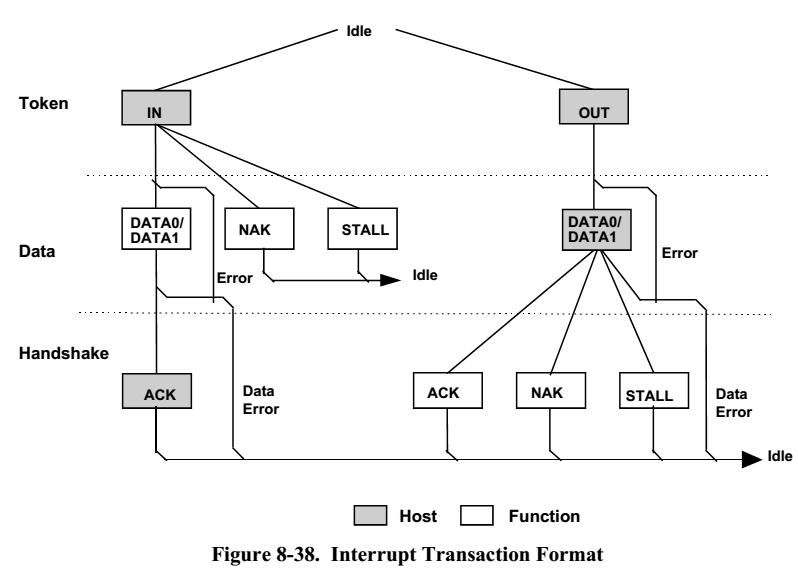 Idle
Token
IN
OUT
DATA0/
DATA1
NAK
STALL
DATA0/
DATA1
Data
Error
Idle
Error
Handshake
ACK
Data
Error
ACK
NAK
STALL
Data
Error
Idle
Host
Function
Figure 8-38. Interrupt Transaction Format